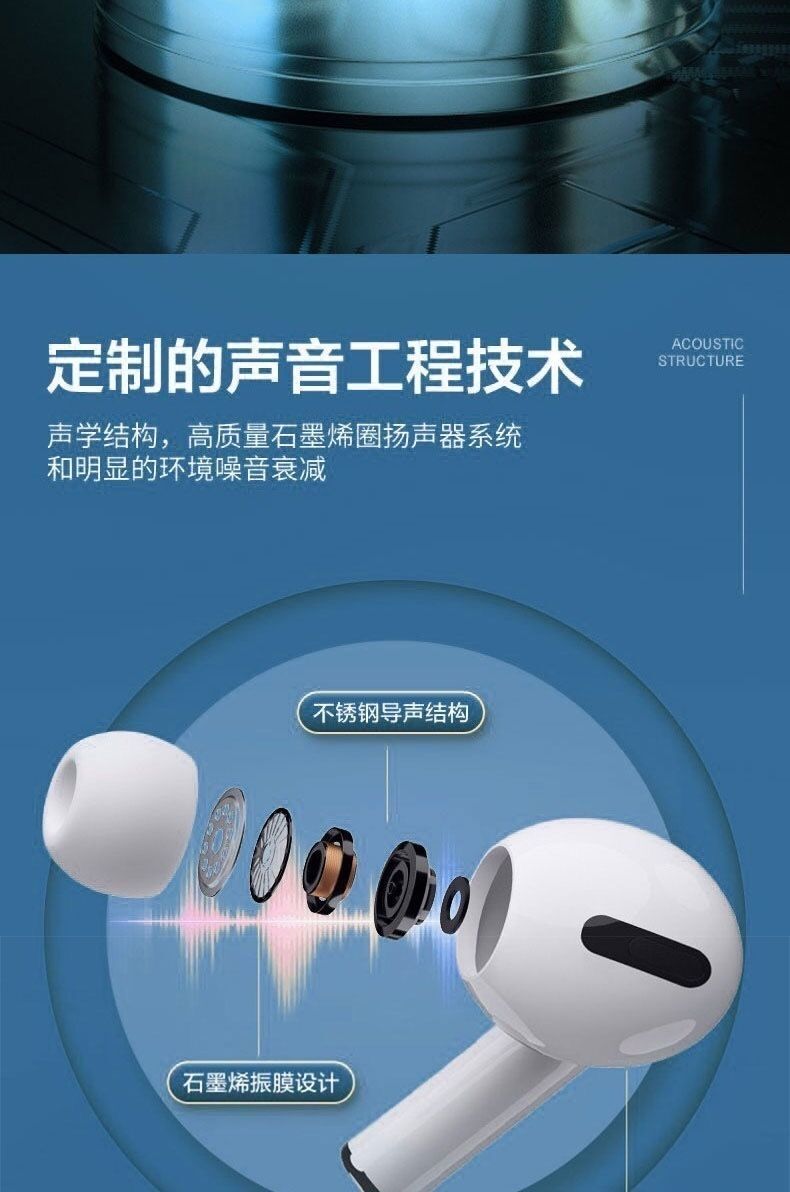 定制的声音工程技术
ACOUSTIC
STRUCTURE
声学结构，高质量石墨烯圈扬声器系统
和明显的环境噪音衰减
不锈钢导声结构
石墨烯振膜设计